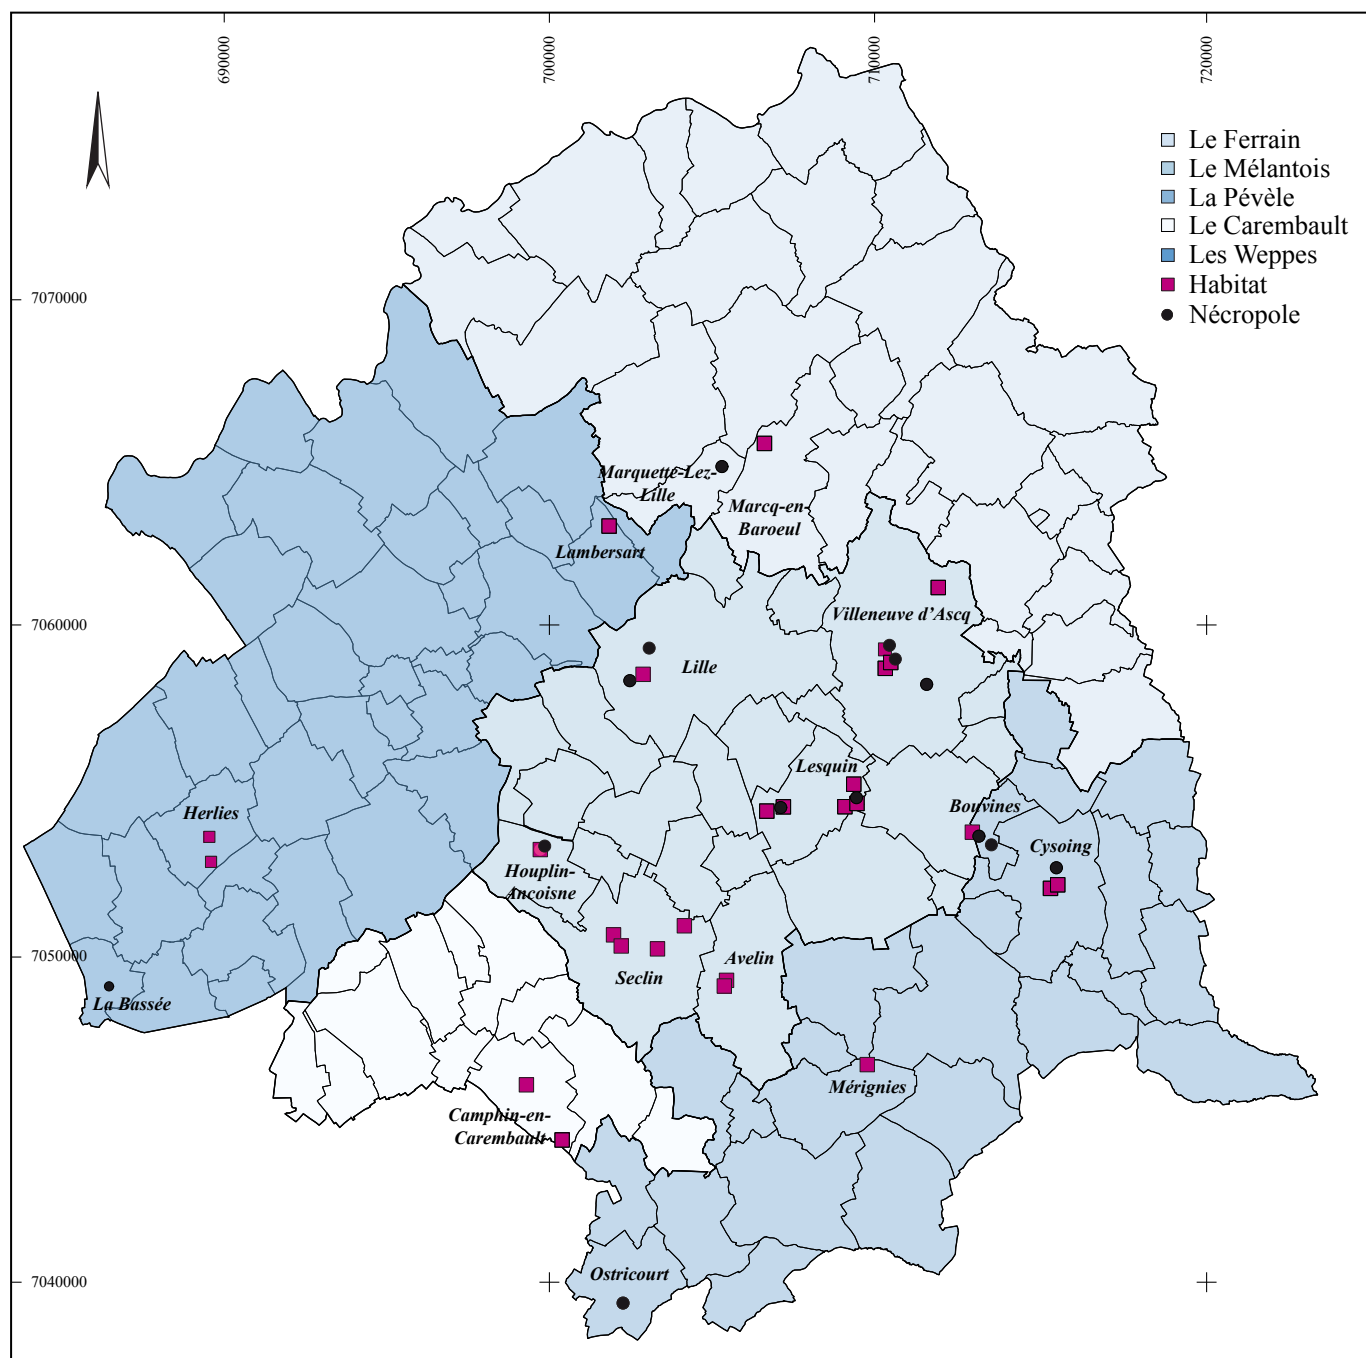 690000
700000
710000
720000
Le Ferrain
Le Mélantois
La Pévèle
Le Carembault
Les Weppes
Habitat
Nécropole
7070000
Marquette-Lez-
Lille
Marcq-en-
Baroeul
Lambersart
Villeneuve d'Ascq
7060000
Lille
Lesquin
Herlies
Bouvines
Cysoing
Houplin-
Ancoisne
7050000
Avelin
Seclin
La Bassée
Mérignies
Camphin-en-
Carembault
Ostricourt
7040000